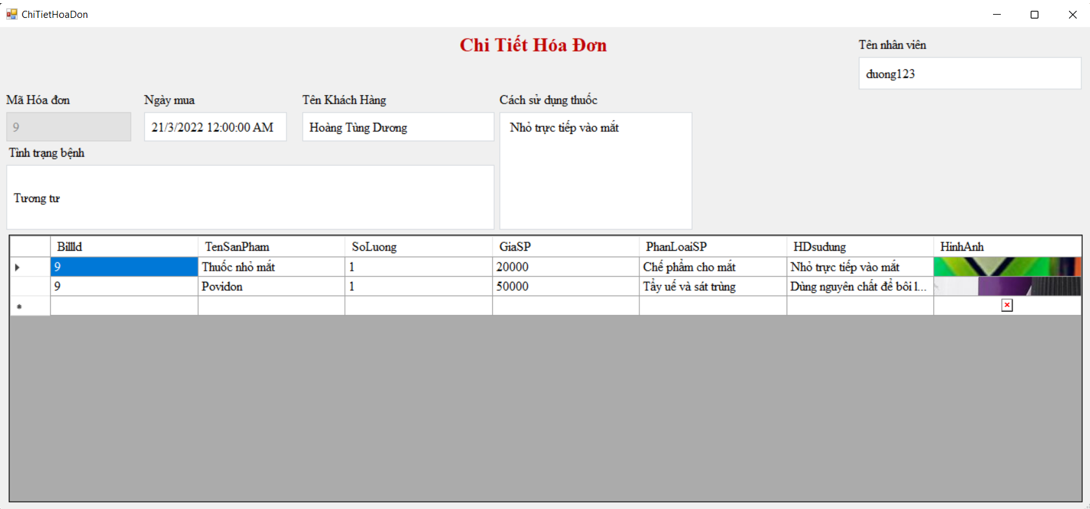 ChiTietHoaDon
Chi Tiết Hóa Đơn
Tên nhân viên
duong123
Mã Hóa đơn
Ngày mua
Tên Khách Hàng
Cách sử dụng thuốc
9
21/3/2022 12:00:00 AM
Hoàng Tùng Dương
Nhỏ trực tiếp vào mắt
Tình trạng bệnh
Tương tư
BillId TenSanPham SoLuong GiaSP PhanLoaiSP HDsudung HinhAnh
9 Thuốc nhỏ mắt 1 20000 Chế phẩm cho mắt Nhỏ trực tiếp vào mắt
9 Povidon 1 50000 Tẩy uế và sát trùng Dùng nguyên chất để bôi l...